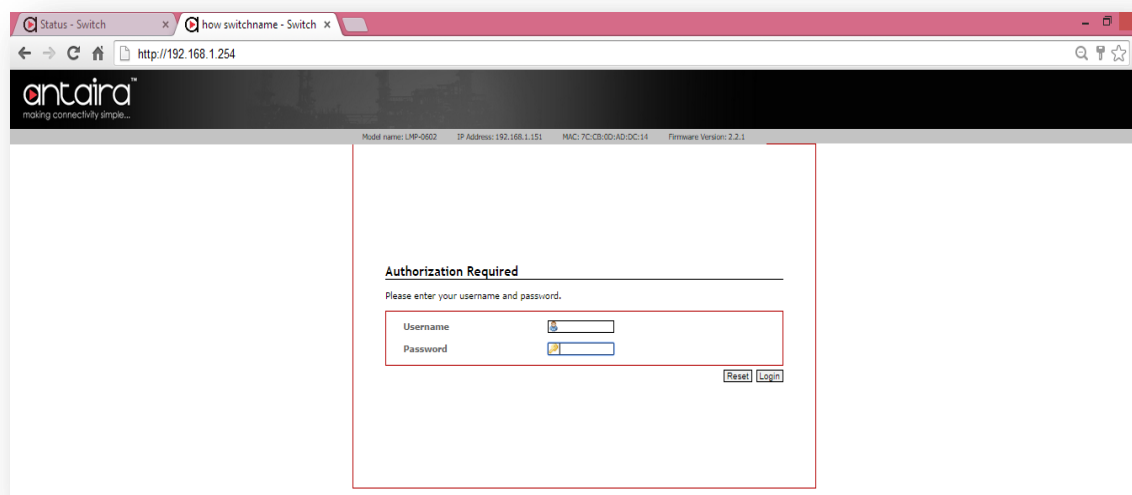 Status - Switch × how switchname - Switch ×
http://192.168.1.254
antaira™
making connectivity simple...
Model name: LMP-0602 IP Address: 192.168.1.151 MAC: 7C:CB:0D:AD:DC:14 Firmware Version: 2.2.1
Authorization Required
Please enter your username and password.
Username
Password
Reset Login